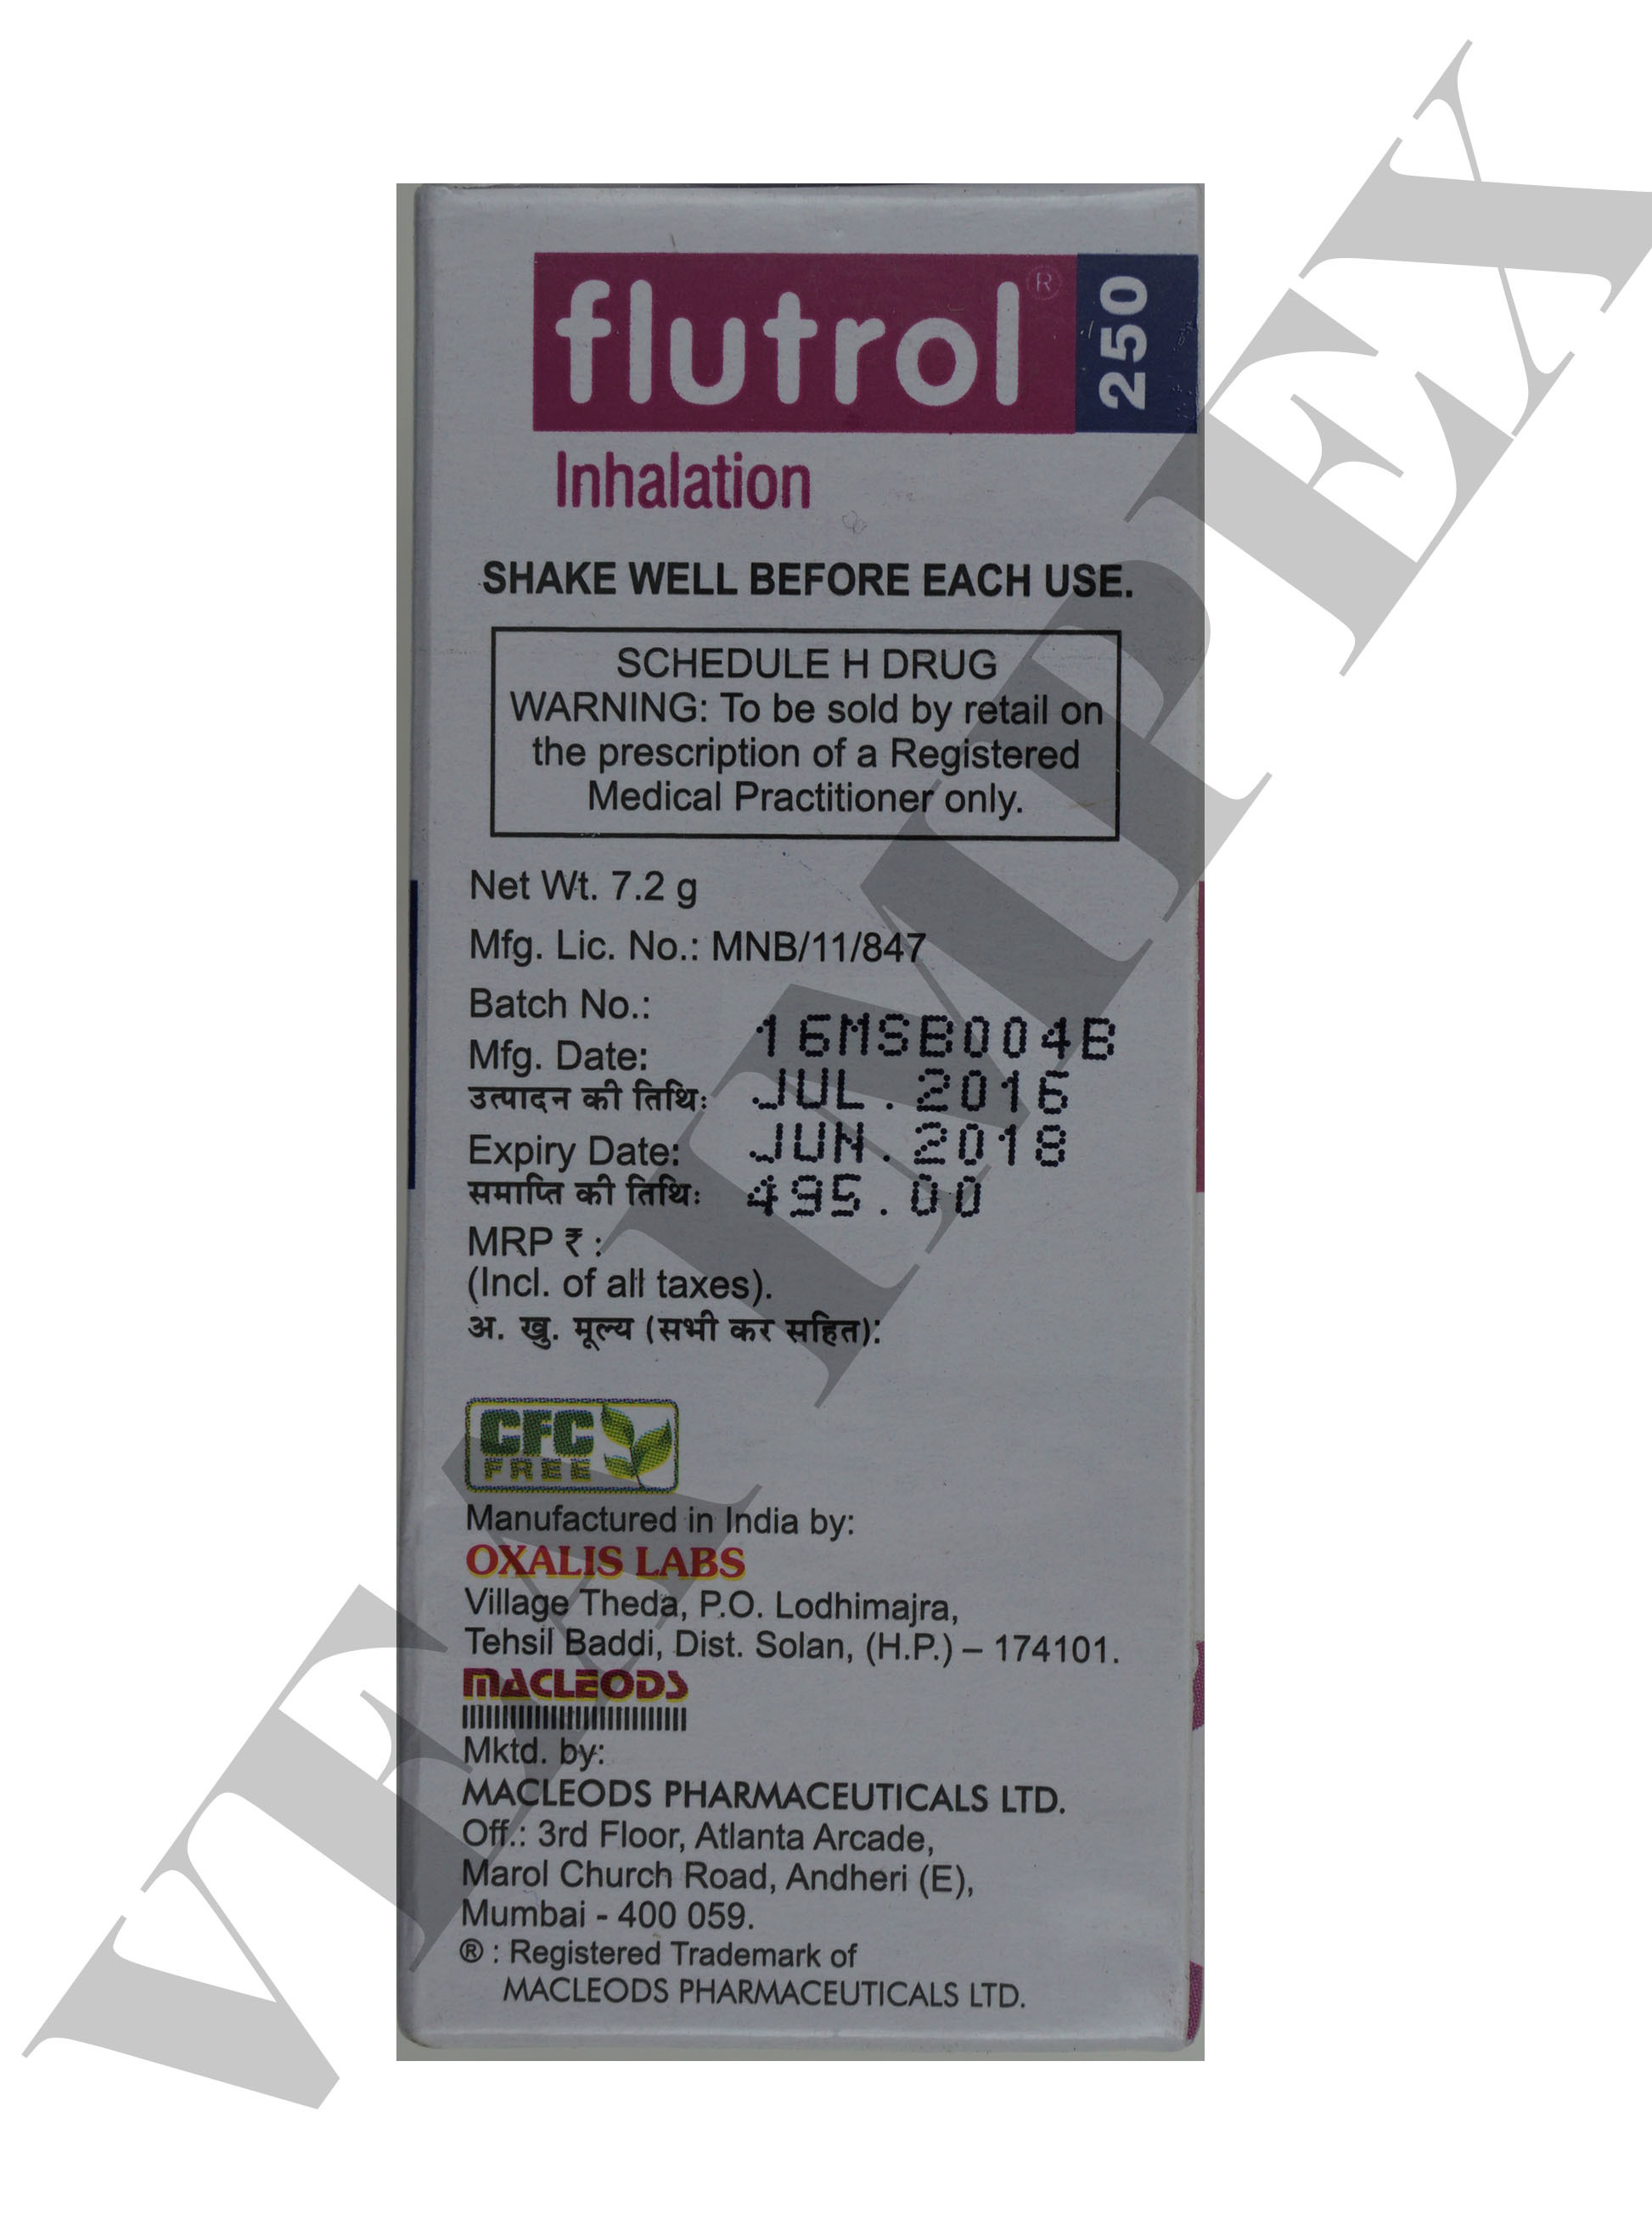 flutrol® 250
Inhalation
SHAKE WELL BEFORE EACH USE.
SCHEDULE H DRUG
WARNING: To be sold by retail on
the prescription of a Registered
Medical Practitioner only.
Net Wt. 7.2 g
Mfg. Lic. No.: MNB/11/847
Batch No.: 16MSB004B
Mfg. Date: JUL.2016
उत्पादन की तिथि:
Expiry Date: JUN.2018
समाप्ति की तिथि:
495.00
MRP ₹ :
(Incl. of all taxes).
अ. खु. मूल्य (सभी कर सहित):
CFC
FREE
Manufactured in India by:
OXALIS LABS
Village Theda, P.O. Lodhimajra,
Tehsil Baddi, Dist. Solan, (H.P.) – 174101.
MACLEODS
Mktd. by:
MACLEODS PHARMACEUTICALS LTD.
Off.: 3rd Floor, Atlanta Arcade,
Marol Church Road, Andheri (E),
Mumbai - 400 059.
® : Registered Trademark of
MACLEODS PHARMACEUTICALS LTD.
VEA IMPEX